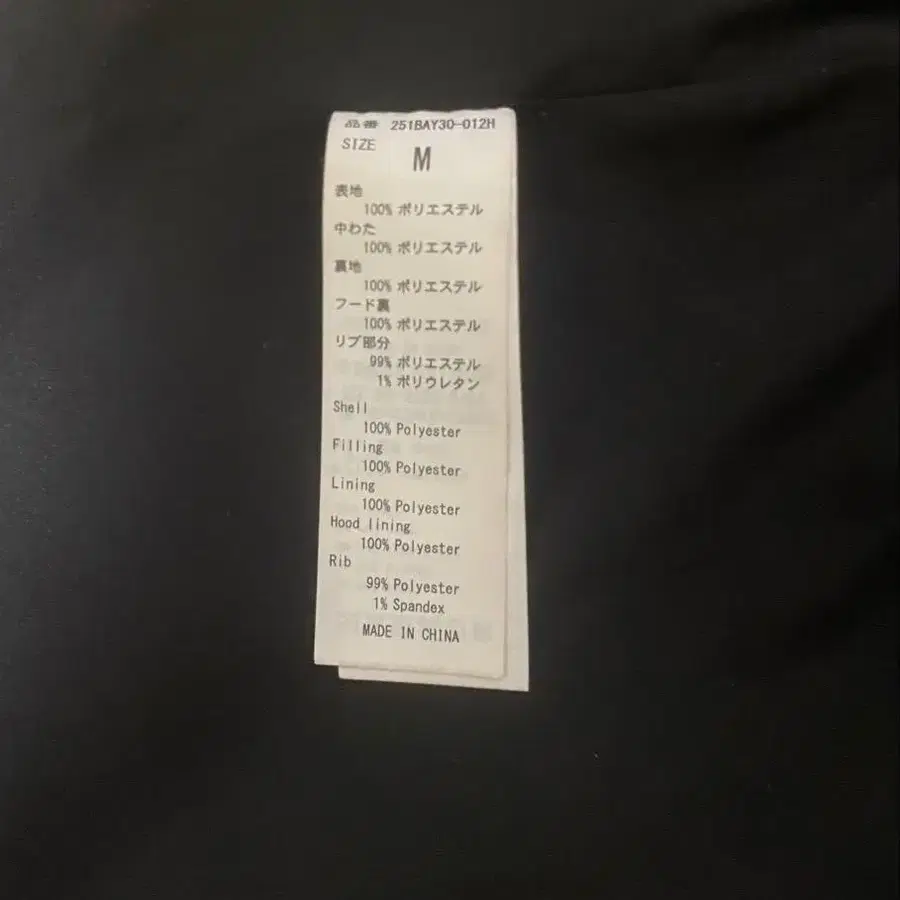 品番 251BAY30-012H
SIZE M
表地
100% ポリエステル
中わた
100% ポリエステル
裏地
100% ポリエステル
フード裏
100% ポリエステル
リブ部分
99% ポリエステル
1% ポリウレタン
Shell
100% Polyester
Filling
100% Polyester
Lining
100% Polyester
Hood lining
100% Polyester
Rib
99% Polyester
1% Spandex
MADE IN CHINA